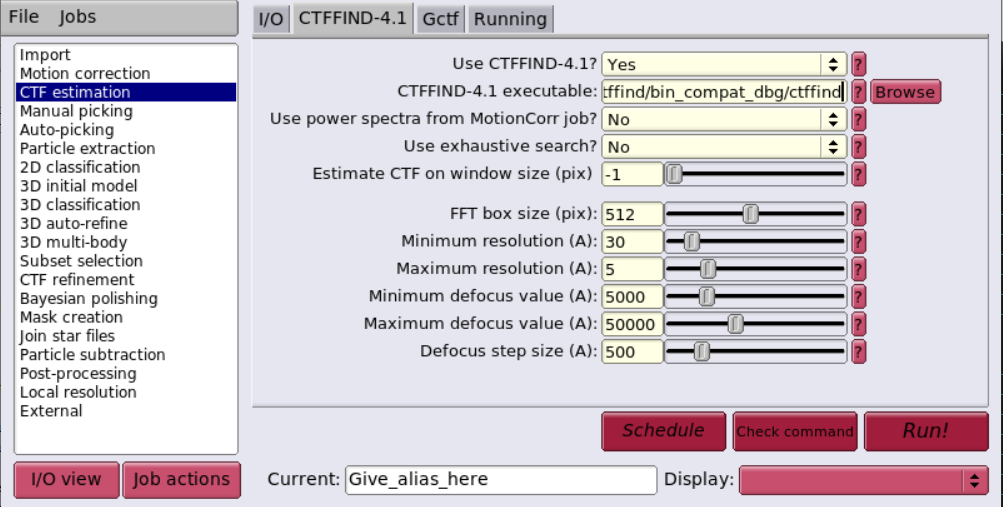 File Jobs
Import
Motion correction
CTF estimation
Manual picking
Auto-picking
Particle extraction
2D classification
3D initial model
3D classification
3D auto-refine
3D multi-body
Subset selection
CTF refinement
Bayesian polishing
Mask creation
Join star files
Particle subtraction
Post-processing
Local resolution
External
I/O view Job actions
I/O CTFFIND-4.1 Gctf Running
Use CTFFIND-4.1? Yes ?
CTFFIND-4.1 executable: tffind/bin_compat_dbg/ctffind ? Browse
Use power spectra from MotionCorr job? No ?
Use exhaustive search? No ?
Estimate CTF on window size (pix) -1 ?
FFT box size (pix): 512 ?
Minimum resolution (A): 30 ?
Maximum resolution (A): 5 ?
Minimum defocus value (A): 5000 ?
Maximum defocus value (A): 50000 ?
Defocus step size (A): 500 ?
Schedule Check command Run!
Current: Give_alias_here Display: